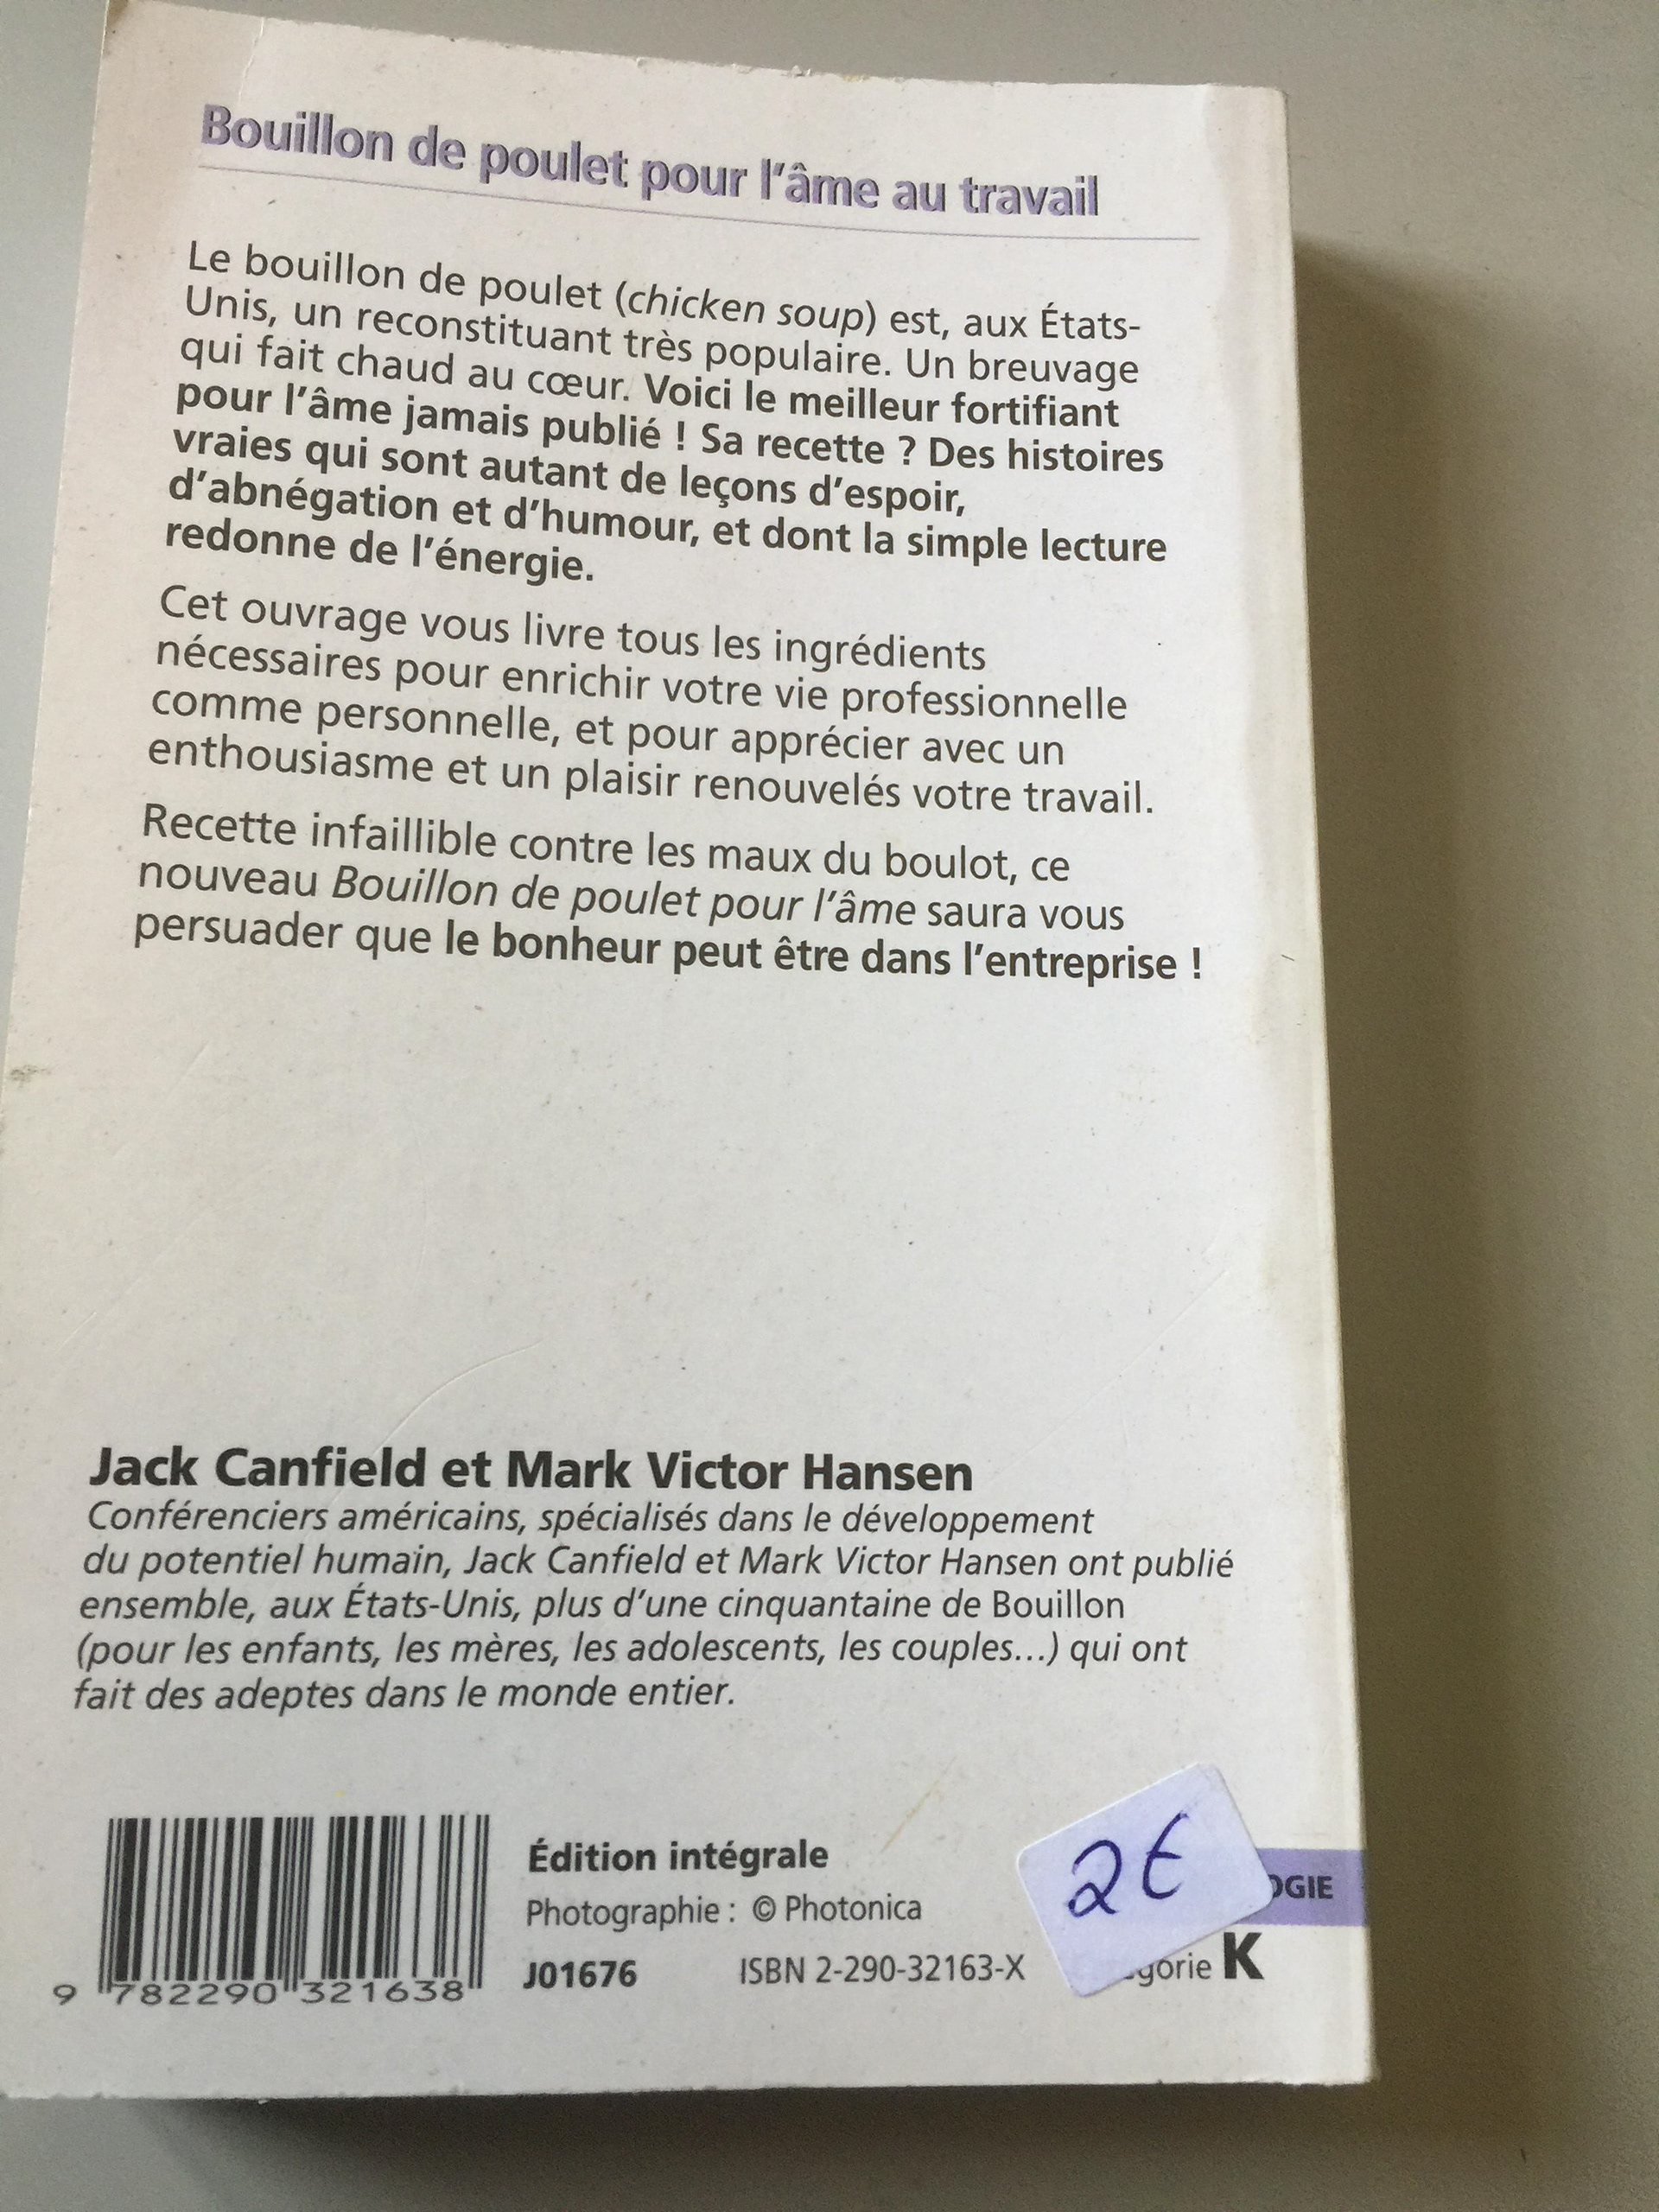 Bouillon de poulet pour l'âme au travail
Le bouillon de poulet (chicken soup) est, aux États-
Unis, un reconstituant très populaire. Un breuvage
qui fait chaud au cœur. Voici le meilleur fortifiant
pour l'âme jamais publié ! Sa recette ? Des histoires
vraies qui sont autant de leçons d'espoir,
d'abnégation et d'humour, et dont la simple lecture
redonne de l'énergie.
Cet ouvrage vous livre tous les ingrédients
nécessaires pour enrichir votre vie professionnelle
comme personnelle, et pour apprécier avec un
enthousiasme et un plaisir renouvelés votre travail.
Recette infaillible contre les maux du boulot, ce
nouveau Bouillon de poulet pour l'âme saura vous
persuader que le bonheur peut être dans l'entreprise !
Jack Canfield et Mark Victor Hansen
Conférenciers américains, spécialisés dans le développement
du potentiel humain, Jack Canfield et Mark Victor Hansen ont publié
ensemble, aux États-Unis, plus d'une cinquantaine de Bouillon
(pour les enfants, les mères, les adolescents, les couples...) qui ont
fait des adeptes dans le monde entier.
9 782290 321638
Édition intégrale
Photographie : © Photonica
J01676 ISBN 2-290-32163-X
2€
OGIE
gorie K